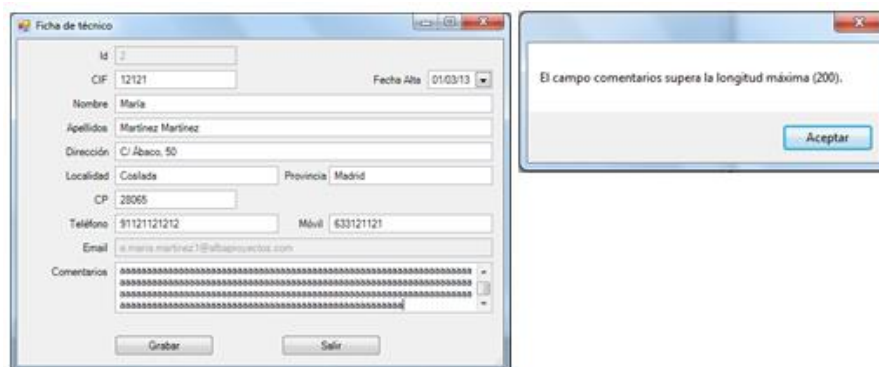 Ficha de técnico
Id 2
CIF 12121 Fecha Alta 01/03/13
Nombre María
Apellidos Martínez Martínez
Dirección C/ Ábaco, 50
Localidad Coslada Provincia Madrid
CP 28065
Teléfono 91121121212 Móvil 633121121
Email
Comentarios
Grabar Salir
El campo comentarios supera la longitud máxima (200).
Aceptar